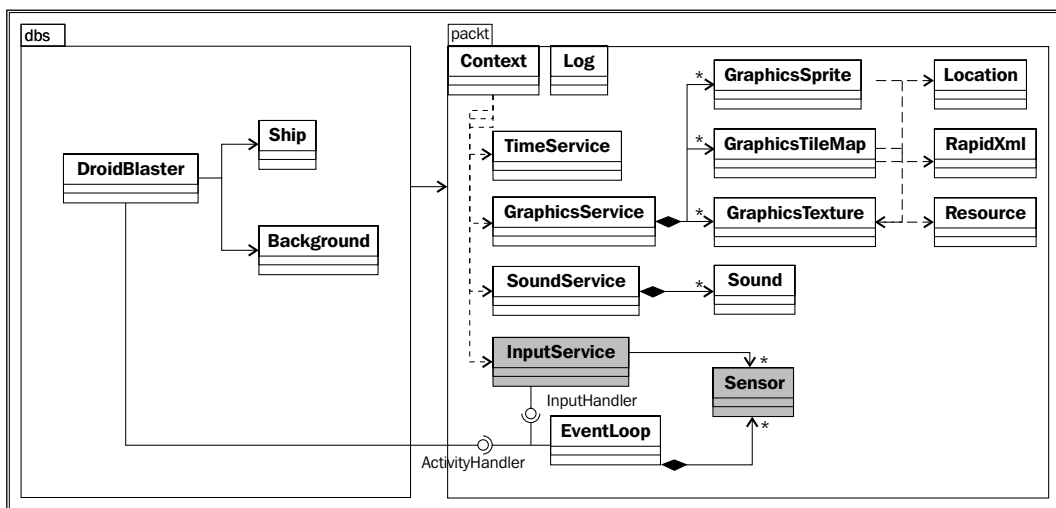 dbs
DroidBlaster
Ship
Background
packt
Context
Log
TimeService
GraphicsService
SoundService
InputService
InputHandler
ActivityHandler
EventLoop
* GraphicsSprite
* GraphicsTileMap
* GraphicsTexture
* Sound
*
Sensor
*
Location
RapidXml
Resource